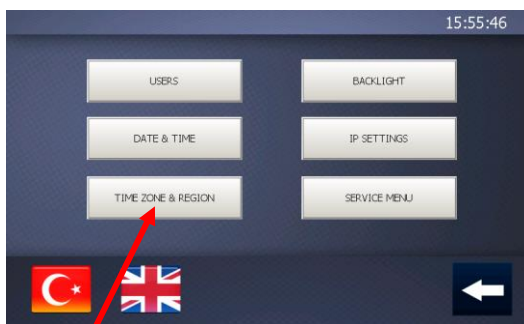 15:55:46
USERS
BACKLIGHT
DATE & TIME
IP SETTINGS
TIME ZONE & REGION
SERVICE MENU